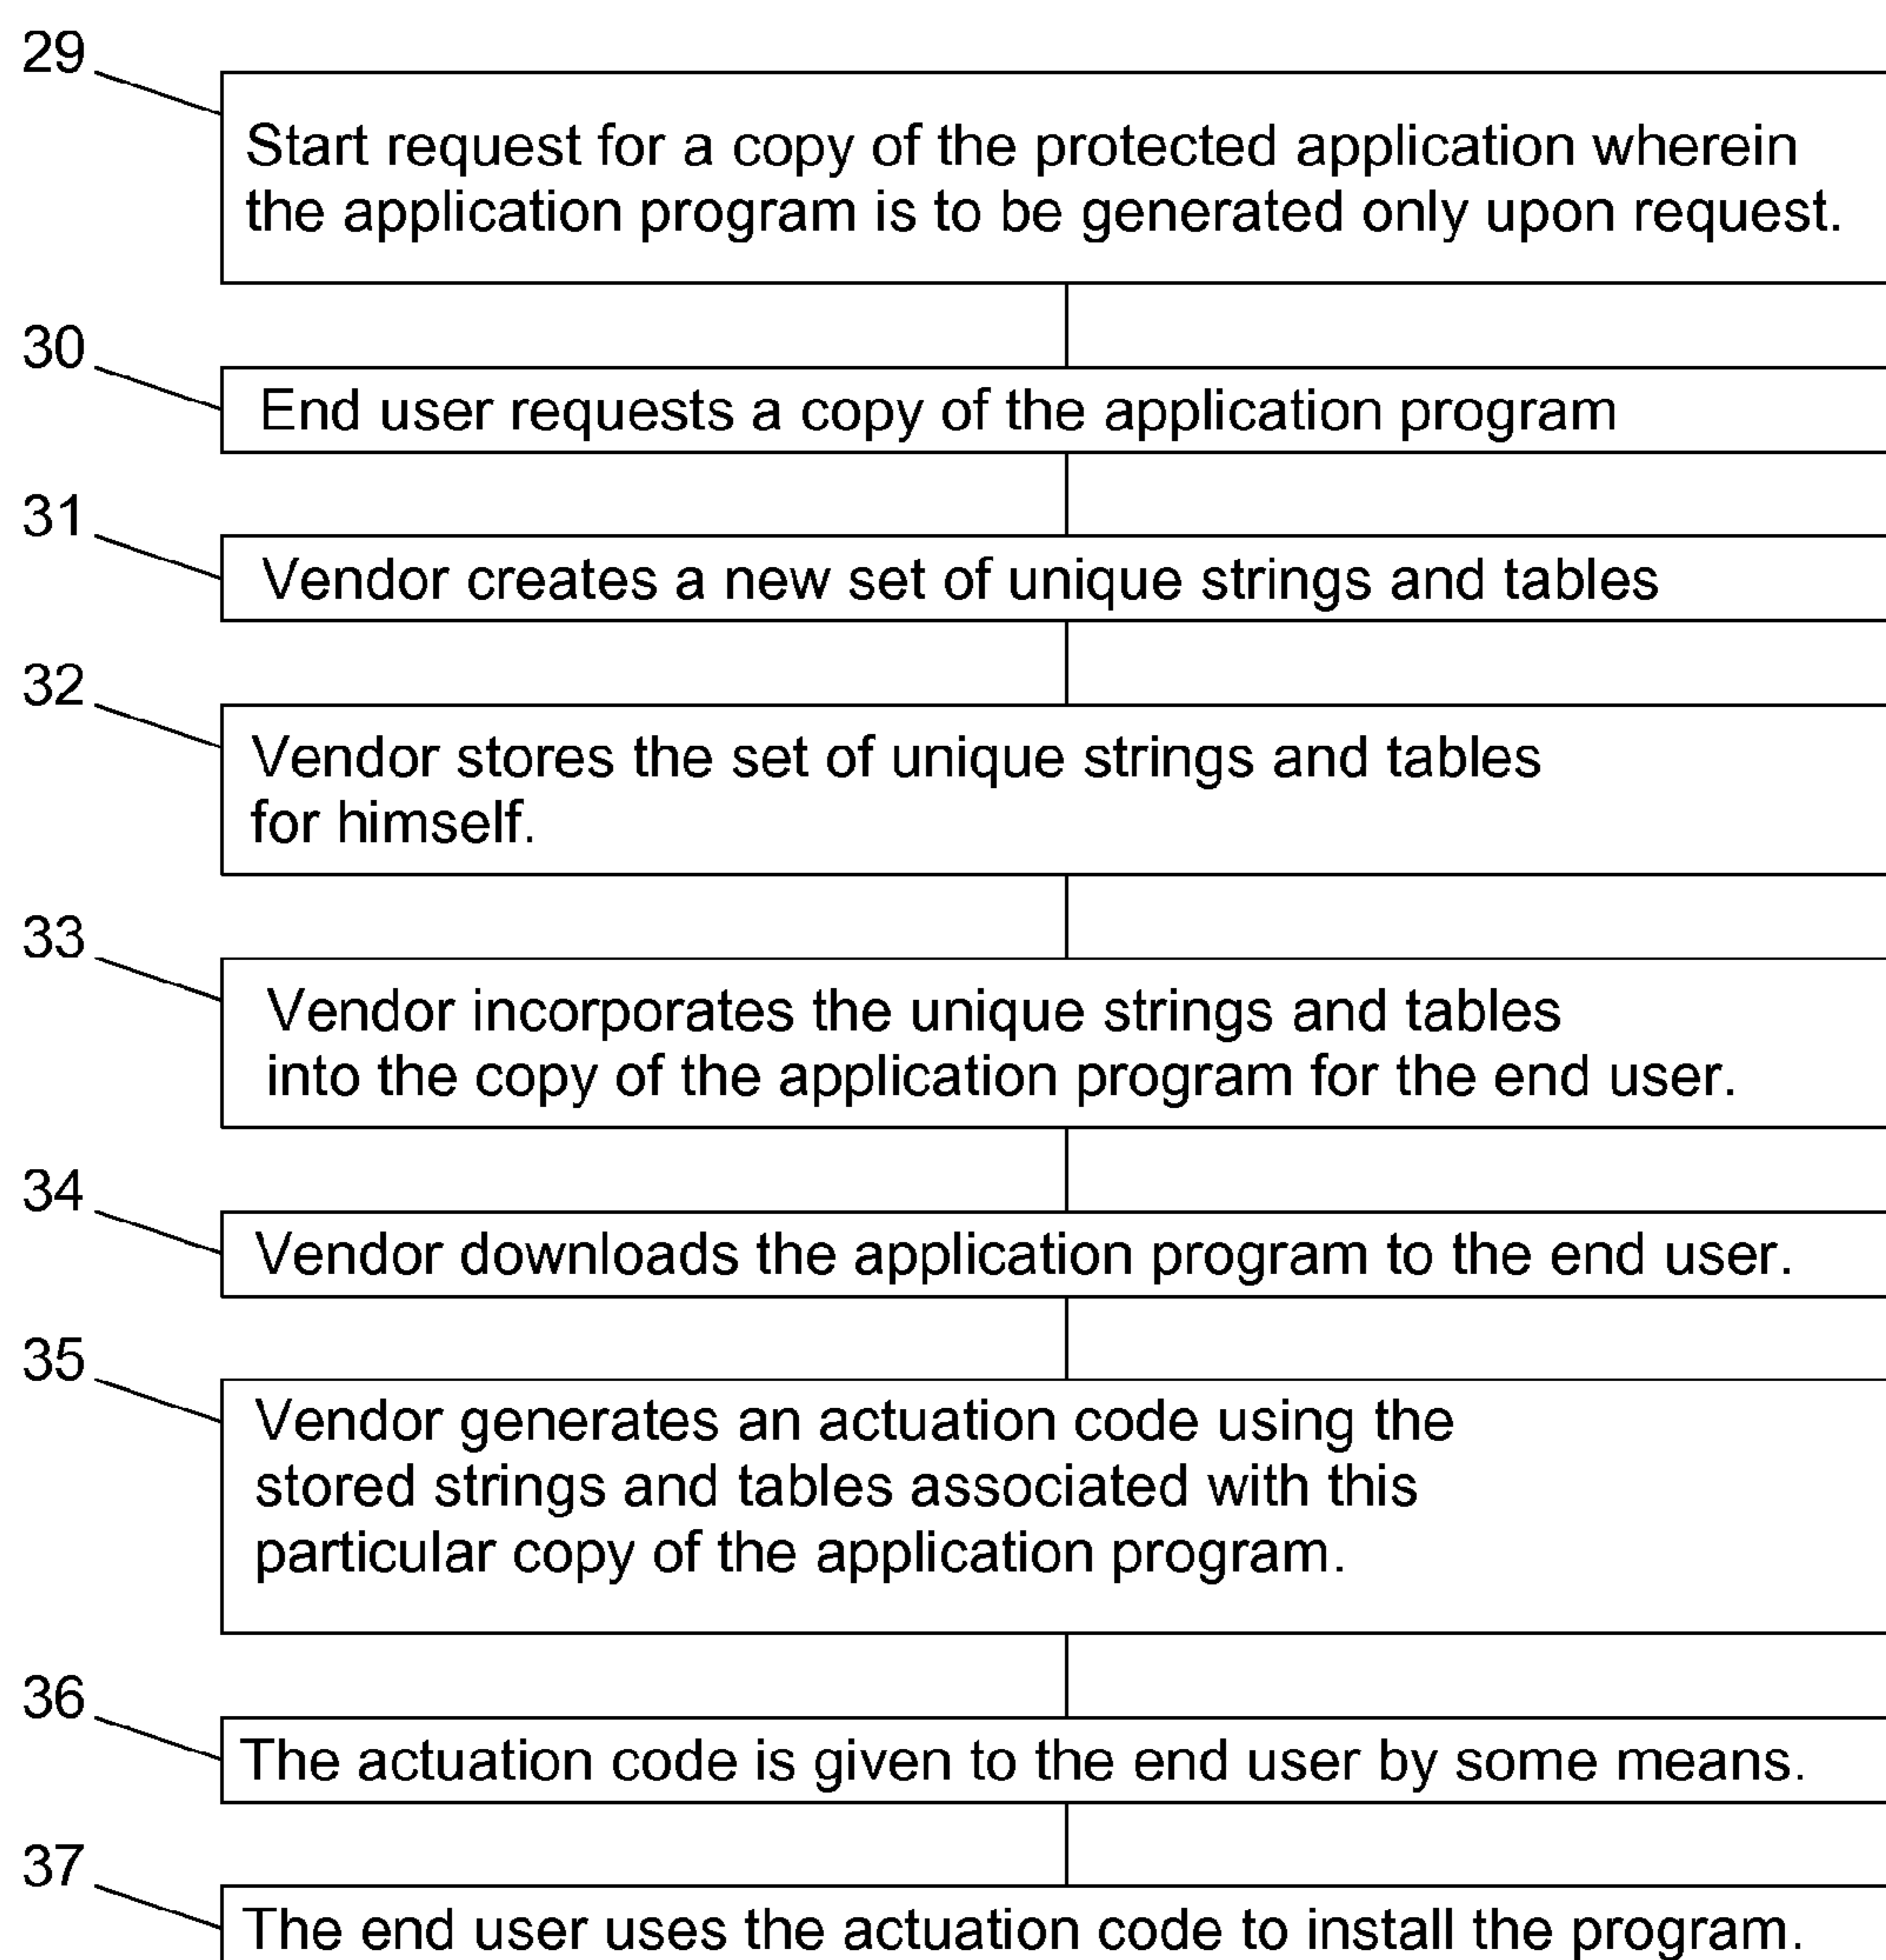 29
Start request for a copy of the protected application wherein
the application program is to be generated only upon request.
30
End user requests a copy of the application program
31
Vendor creates a new set of unique strings and tables
32
Vendor stores the set of unique strings and tables
for himself.
33
Vendor incorporates the unique strings and tables
into the copy of the application program for the end user.
34
Vendor downloads the application program to the end user.
35
Vendor generates an actuation code using the
stored strings and tables associated with this
particular copy of the application program.
36
The actuation code is given to the end user by some means.
37
The end user uses the actuation code to install the program.